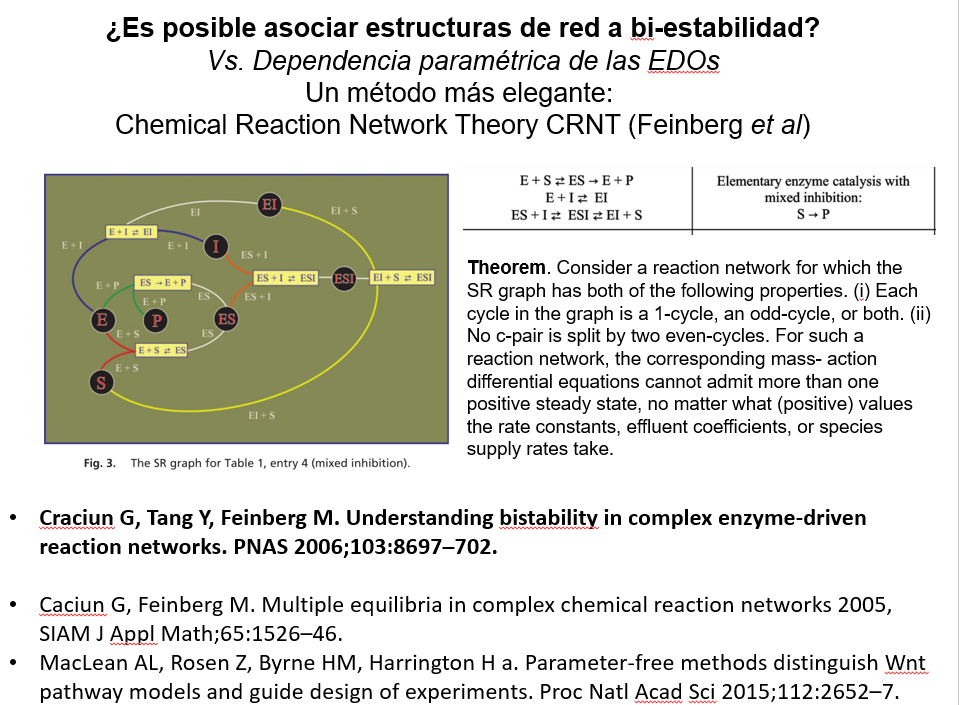 ¿Es posible asociar estructuras de red a bi-estabilidad?
Vs. Dependencia paramétrica de las EDOs
Un método más elegante:
Chemical Reaction Network Theory CRNT (Feinberg et al)
EI
EI
EI + S
E + I ⇄ EI
E + I
E + I
I
ES + I
ES + I ⇄ ESI
ESI
EI + S ⇄ ESI
E + P
ES → E + P
E + P
ES
ES + I
E
P
ES
E + S
ES
E + S ⇄ ES
E + S
S
EI + S
Fig. 3. The SR graph for Table 1, entry 4 (mixed inhibition).
E + S ⇄ ES → E + P
E + I ⇄ EI
ES + I ⇄ ESI ⇄ EI + S
Elementary enzyme catalysis with
mixed inhibition:
S → P
Theorem. Consider a reaction network for which the
SR graph has both of the following properties. (i) Each
cycle in the graph is a 1-cycle, an odd-cycle, or both. (ii)
No c-pair is split by two even-cycles. For such a
reaction network, the corresponding mass- action
differential equations cannot admit more than one
positive steady state, no matter what (positive) values
the rate constants, effluent coefficients, or species
supply rates take.
• Craciun G, Tang Y, Feinberg M. Understanding bistability in complex enzyme-driven
reaction networks. PNAS 2006;103:8697–702.
• Caciun G, Feinberg M. Multiple equilibria in complex chemical reaction networks 2005,
SIAM J Appl Math;65:1526–46.
• MacLean AL, Rosen Z, Byrne HM, Harrington H a. Parameter-free methods distinguish Wnt
pathway models and guide design of experiments. Proc Natl Acad Sci 2015;112:2652–7.